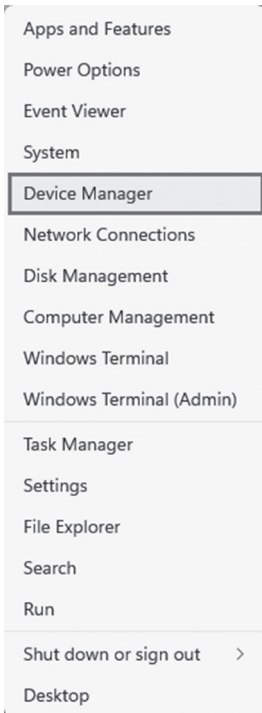 Apps and Features
Power Options
Event Viewer
System
Device Manager
Network Connections
Disk Management
Computer Management
Windows Terminal
Windows Terminal (Admin)
Task Manager
Settings
File Explorer
Search
Run
Shut down or sign out
Desktop